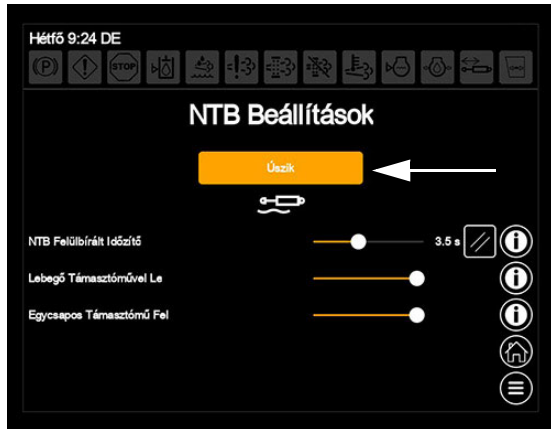 Hétfő 9:24 DE
(P) STOP
NTB Beállítások
Úszik
NTB Felülbírált Időzítő 3.5 s
Lebegő Támasztóművel Le
Egycsapos Támasztómű Fel